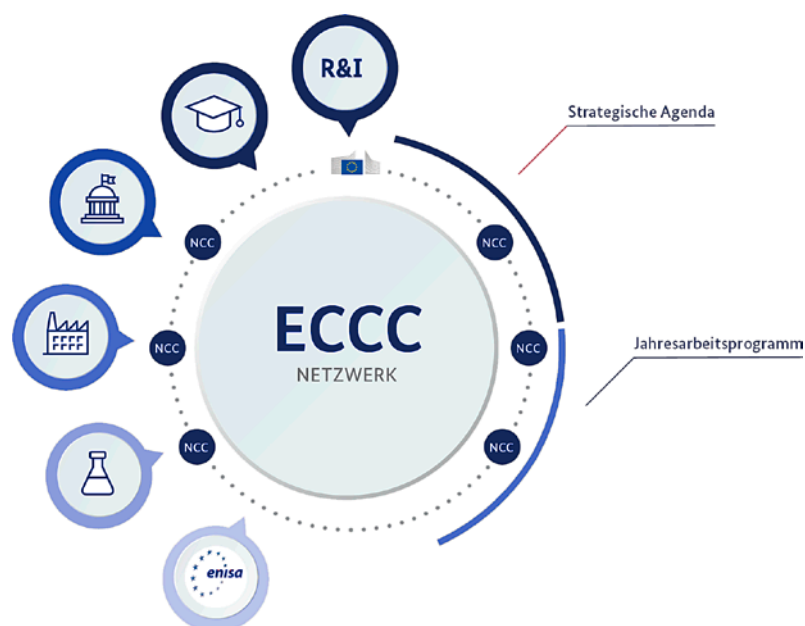 R&I
Strategische Agenda
NCC
NCC
ECCC
NETZWERK
NCC
NCC
Jahresarbeitsprogramm
NCC
NCC
enisa